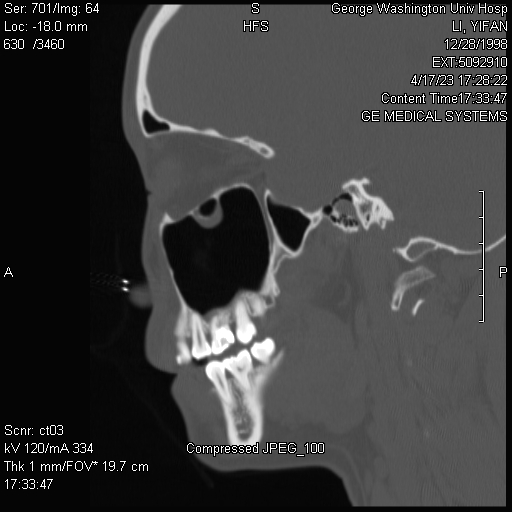 Ser: 701/Img: 64
Loc: -18.0 mm
630 /3460
S
HFS
George Washington Univ Hosp
LI, YIFAN
12/28/1998
EXT:5092910
4/17/23 17:28:22
Content Time17:33:47
GE MEDICAL SYSTEMS
A
P
Scnr: ct03
kV 120/mA 334
Thk 1 mm/FOV* 19.7 cm
17:33:47
Compressed JPEG_100